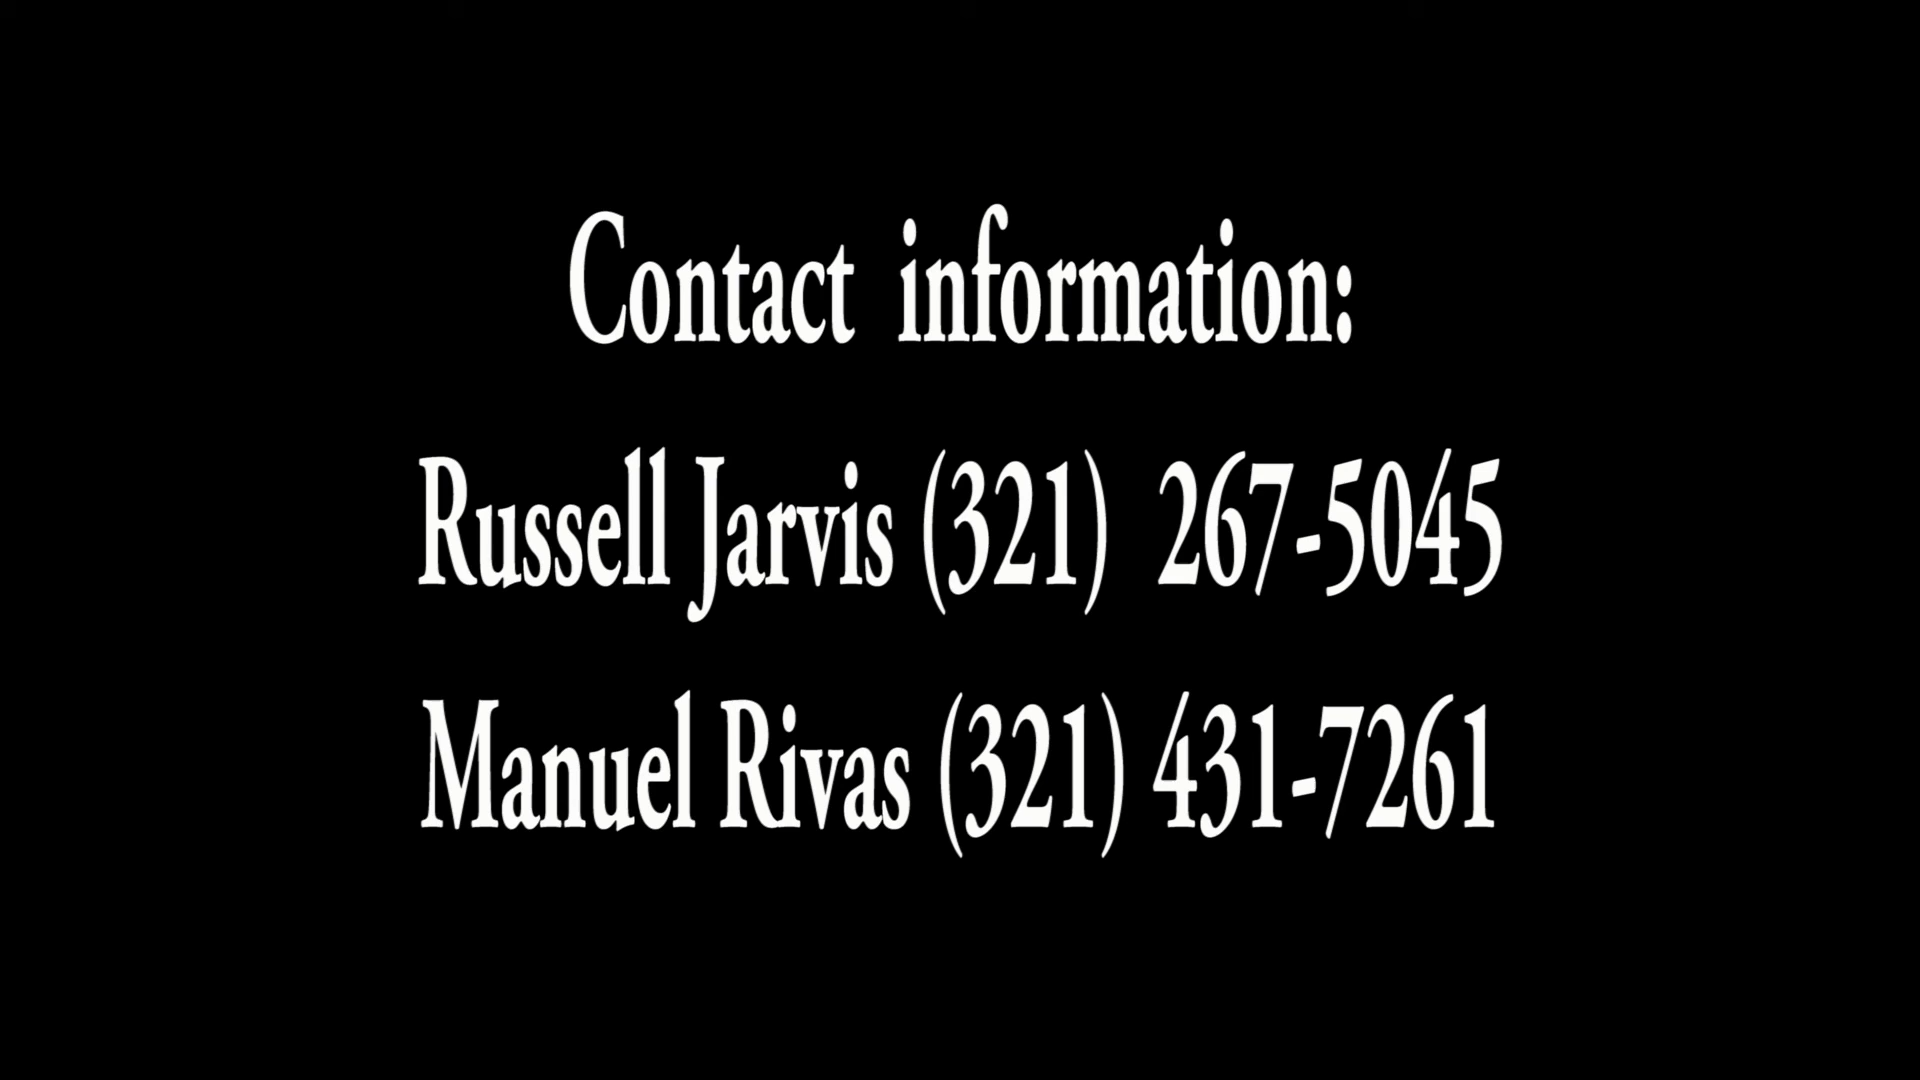 Contact information:
Russell Jarvis (321) 267-5045
Manuel Rivas (321) 431-7261